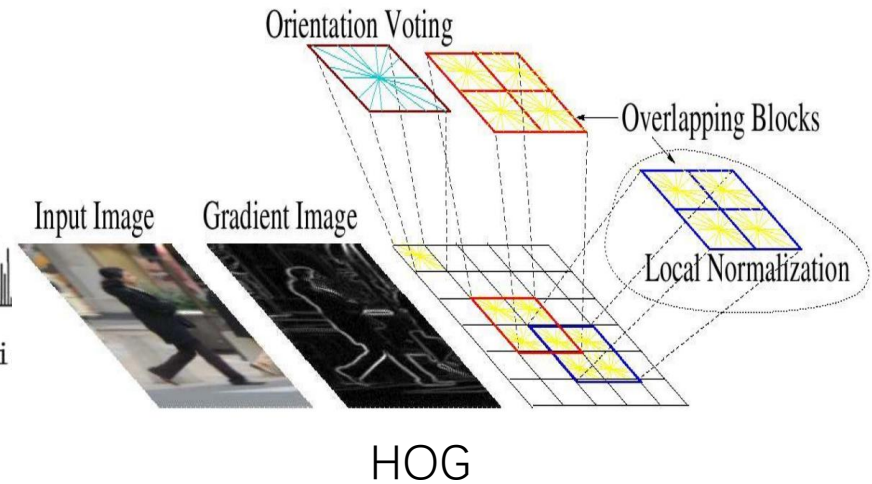 Orientation Voting
Overlapping Blocks
Input Image
Gradient Image
Local Normalization
i
HOG